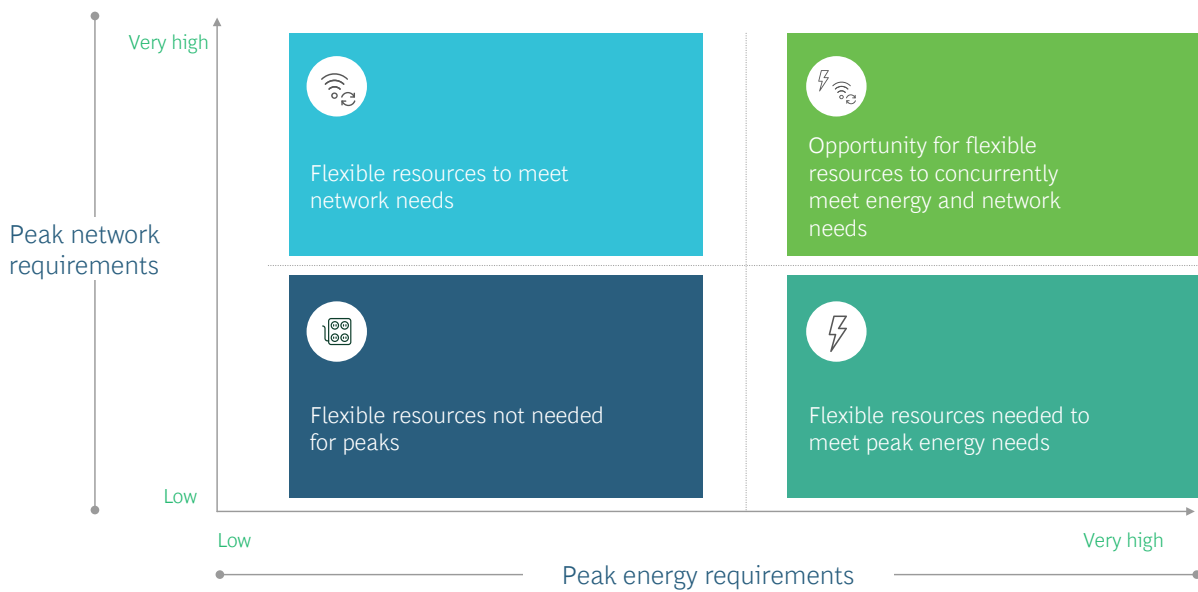 Very high
Flexible resources to meet
network needs
Opportunity for flexible
resources to concurrently
meet energy and network
needs
Peak network
requirements
Flexible resources not needed
for peaks
Flexible resources needed to
meet peak energy needs
Low
Low
Very high
Peak energy requirements